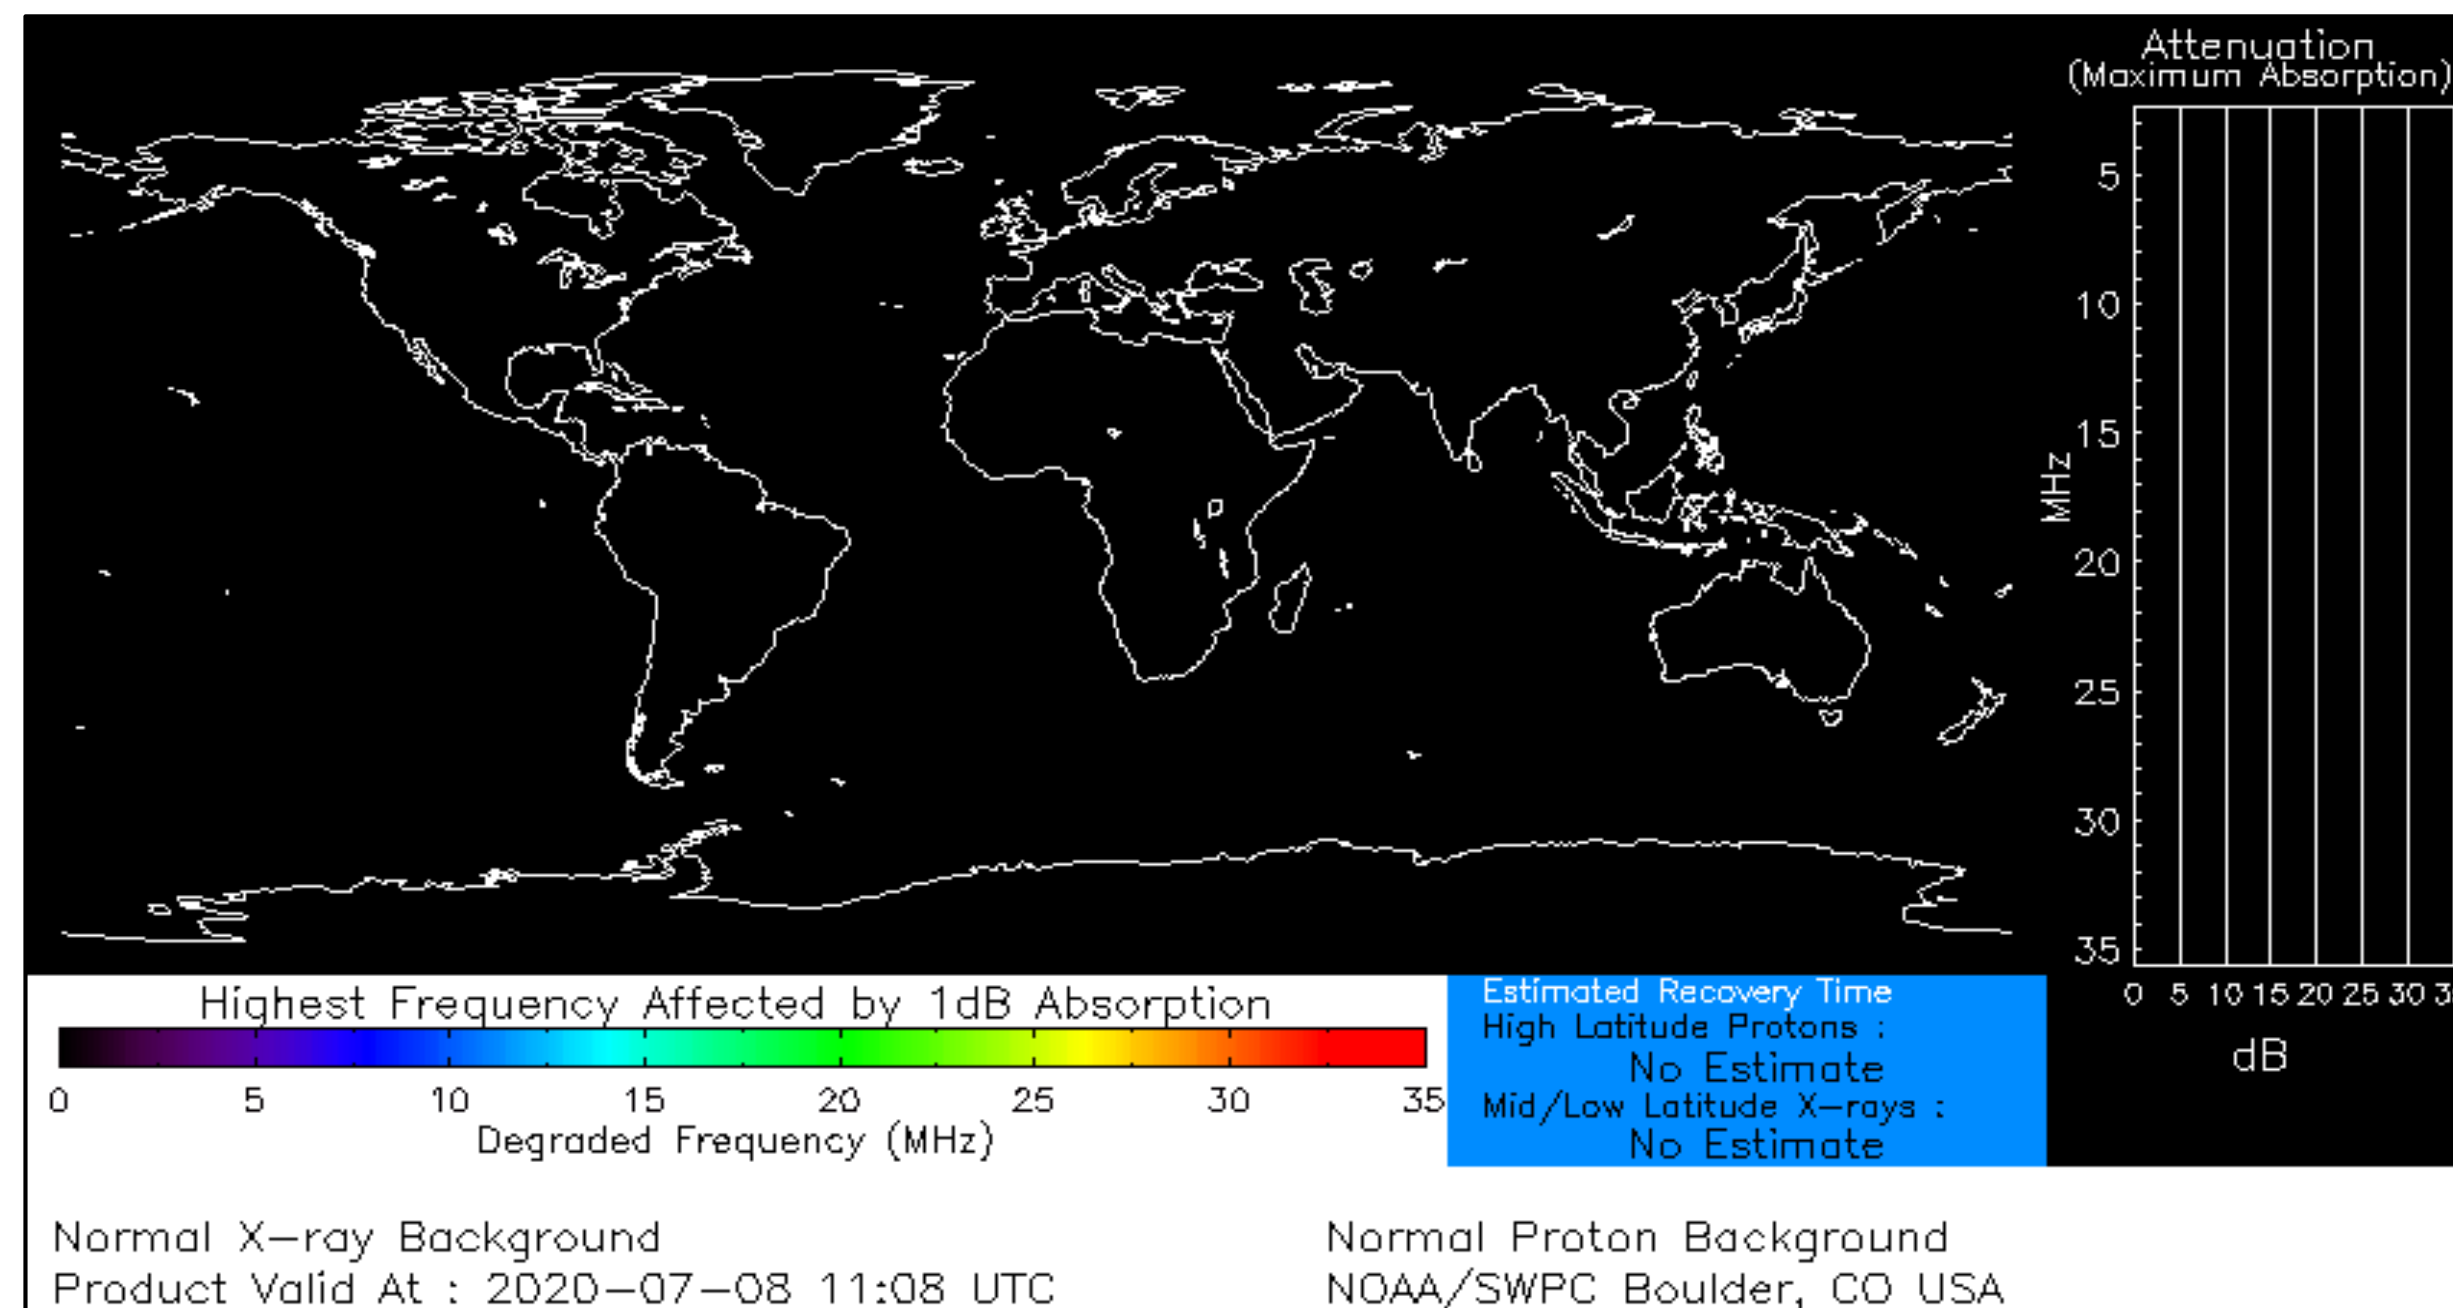 Attenuation
(Maximum Absorption)
5
10
15
20
25
30
35
MHz
0 5 10 15 20 25 30
dB
Highest Frequency Affected by 1dB Absorption
0 5 10 15 20 25 30 35
Degraded Frequency (MHz)
Estimated Recovery Time
High Latitude Protons :
No Estimate
Mid/Low Latitude X-rays :
No Estimate
Normal X-ray Background
Normal Proton Background
Product Valid At : 2020-07-08 11:08 UTC
NOAA/SWPC Boulder, CO USA